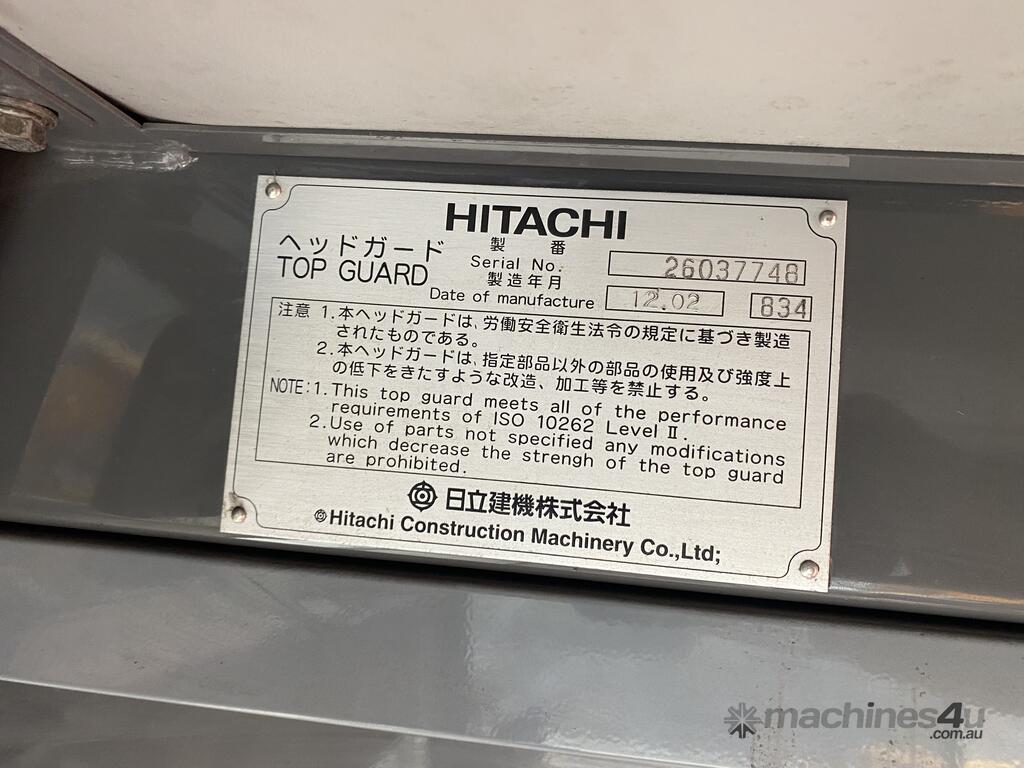 HITACHI
ヘッドガード
TOP GUARD
製 番
Serial No. 26037748
製造年月
Date of manufacture 12.02 834
注意 1.本ヘッドガードは、労働安全衛生法令の規定に基づき製造
されたものである。
2.本ヘッドガードは、指定部品以外の部品の使用及び強度上
の低下をきたすような改造、加工等を禁止する。
NOTE:1.This top guard meets all of the performance
requirements of ISO 10262 Level II.
2.Use of parts not specified any modifications
which decrease the strengh of the top guard
are prohibited.
日立建機株式会社
Hitachi Construction Machinery Co.,Ltd;
machines4u
.com.au